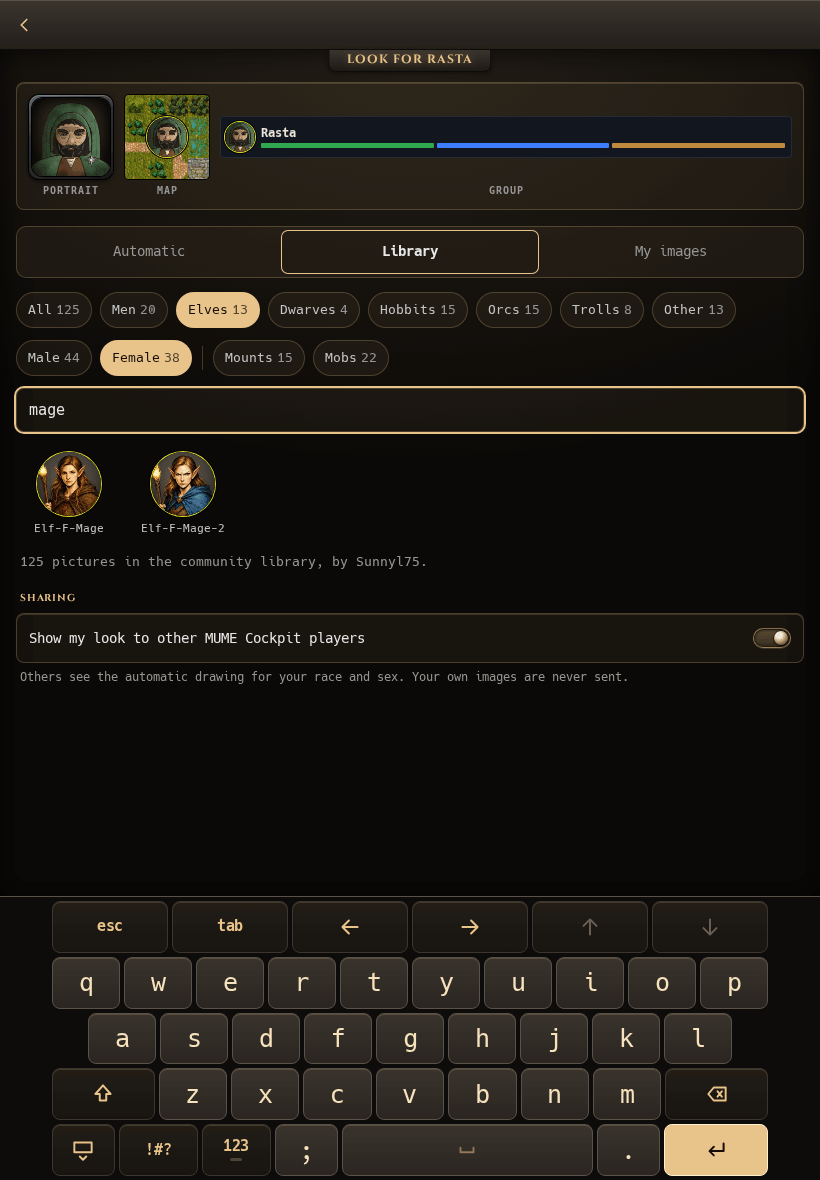 LOOK FOR RASTA
Rasta
PORTRAIT MAP GROUP
Automatic Library My images
All 125 Men 20 Elves 13 Dwarves 4 Hobbits 15 Orcs 15 Trolls 8 Other 13
Male 44 Female 38 Mounts 15 Mobs 22
mage
Elf-F-Mage Elf-F-Mage-2
125 pictures in the community library, by Sunnyl75.
SHARING
Show my look to other MUME Cockpit players
Others see the automatic drawing for your race and sex. Your own images are never sent.
esc tab ← → ↑ ↓
q w e r t y u i o p
a s d f g h j k l
z x c v b n m
!#? 123 ; .